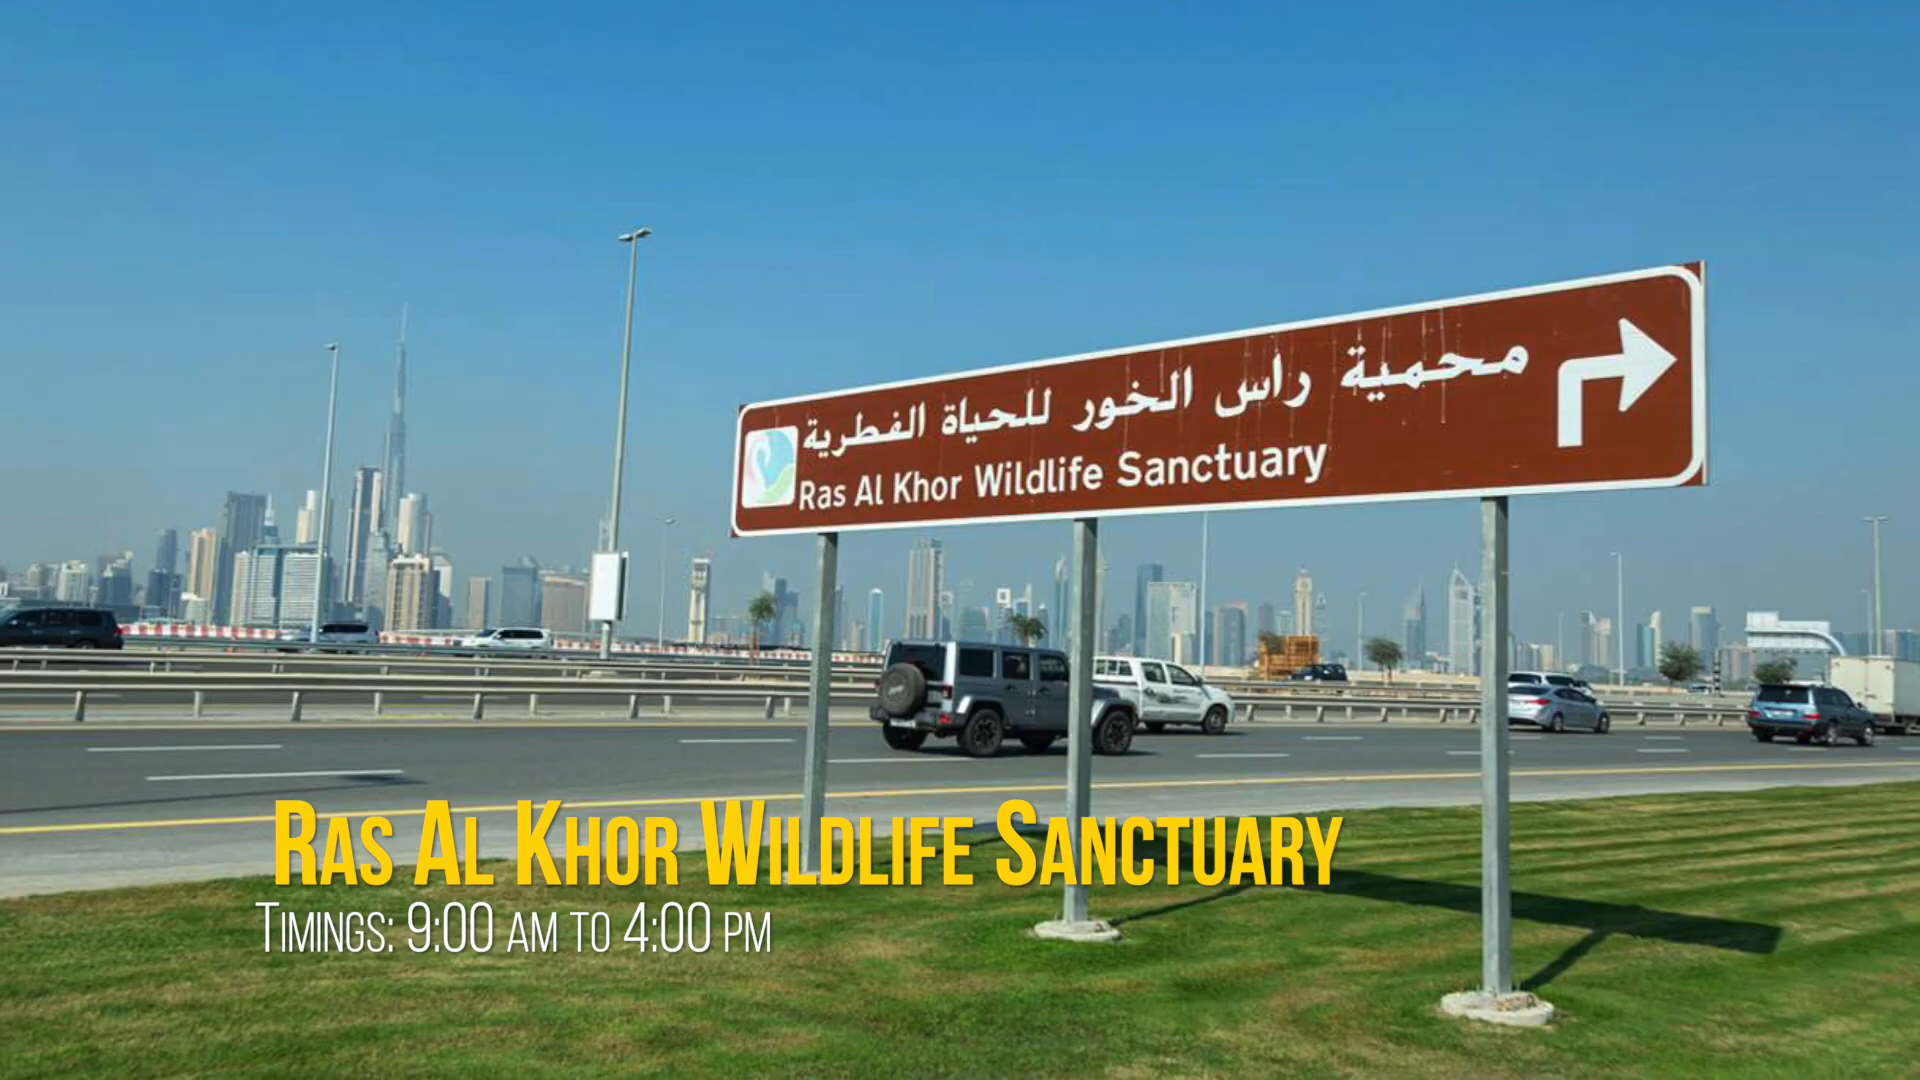 محمية راس الخور للحياة الفطرية
Ras Al Khor Wildlife Sanctuary
Ras Al Khor Wildlife Sanctuary
Timings: 9:00 am to 4:00 pm